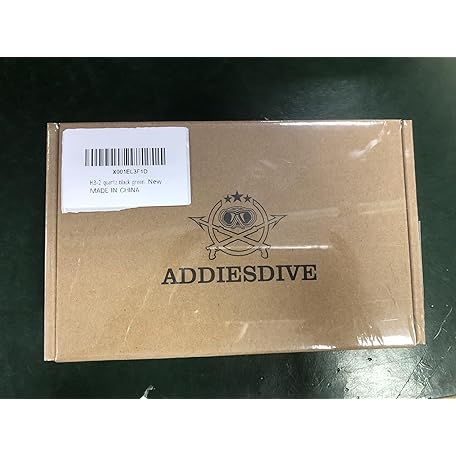 X001EL3F1D
H3-2 quartz black green New
MADE IN CHINA
ADDIESDIVE